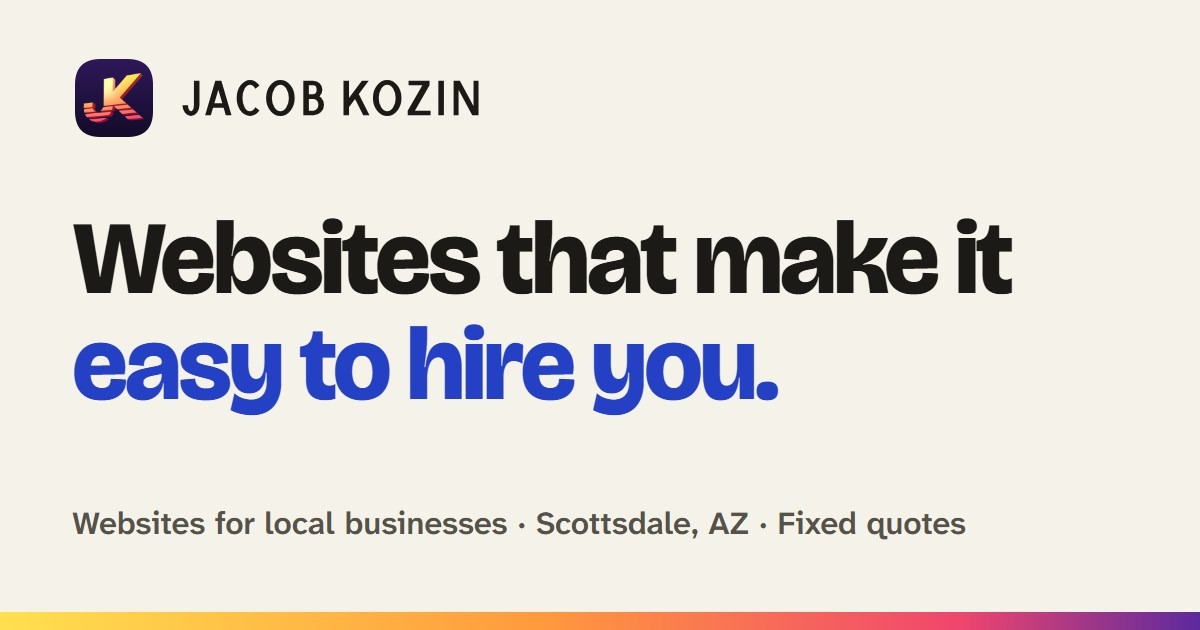 JK
JACOB KOZIN
Websites that make it
easy to hire you.
Websites for local businesses · Scottsdale, AZ · Fixed quotes